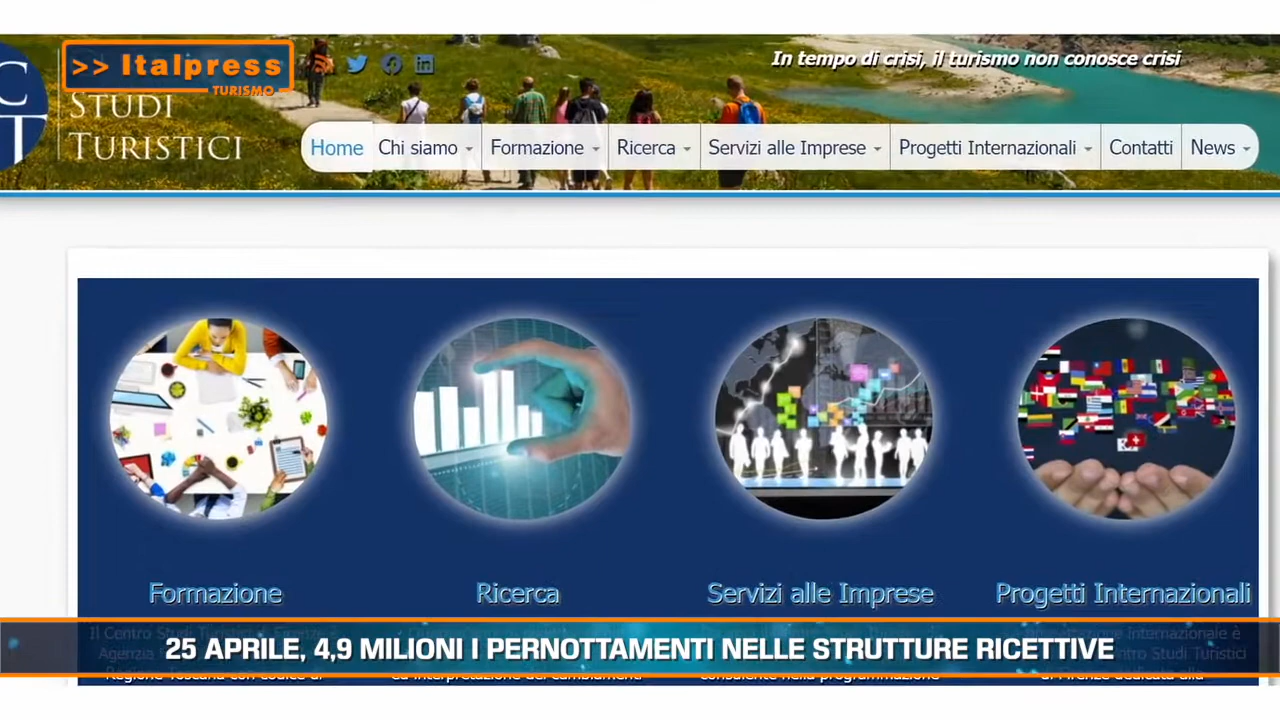 >> Italpress
TURISMO
In tempo di crisi, il turismo non conosce crisi
C
T
STUDI
TURISTICI
Home
Chi siamo
Formazione
Ricerca
Servizi alle Imprese
Progetti Internazionali
Contatti
News
Formazione
Ricerca
Servizi alle Imprese
Progetti Internazionali
25 APRILE, 4,9 MILIONI I PERNOTTAMENTI NELLE STRUTTURE RICETTIVE